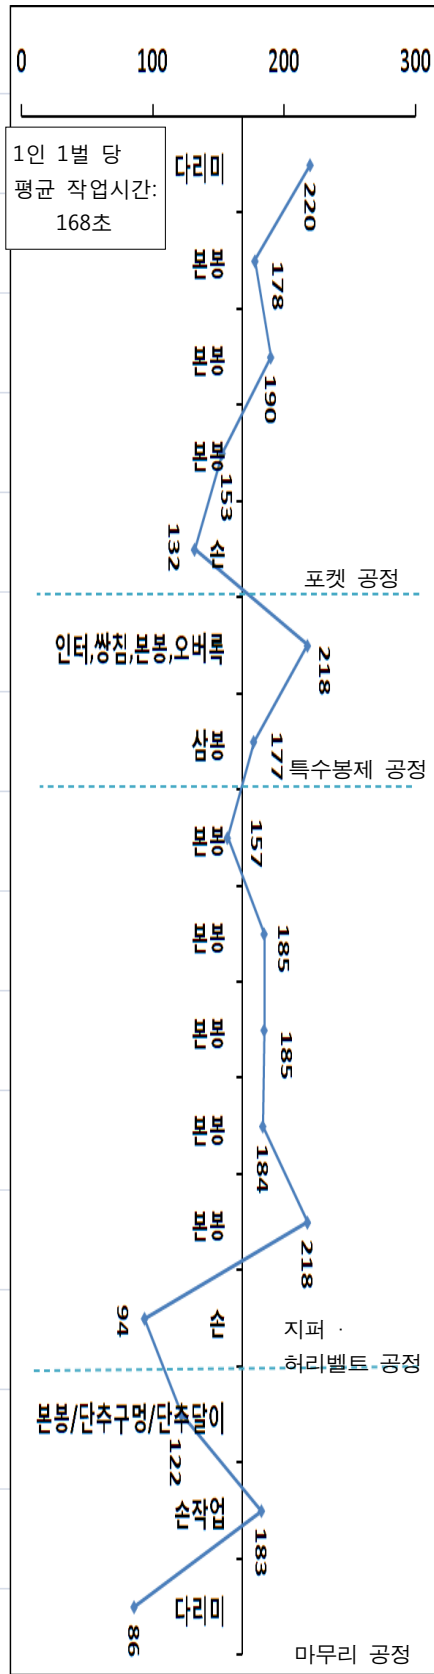 0 100 200 300
1인 1벌 당
평균 작업시간:
168초
다리미
220
본봉
178
본봉
190
본봉
153
손
132
포켓 공정
인터,쌍침,본봉,오버록
218
삼봉
177
특수봉제 공정
본봉
157
본봉
185
본봉
185
본봉
184
본봉
218
손
94
지퍼 ·
허리벨트 공정
본봉/단추구멍/단추달이
122
손작업
183
다리미
86
마무리 공정